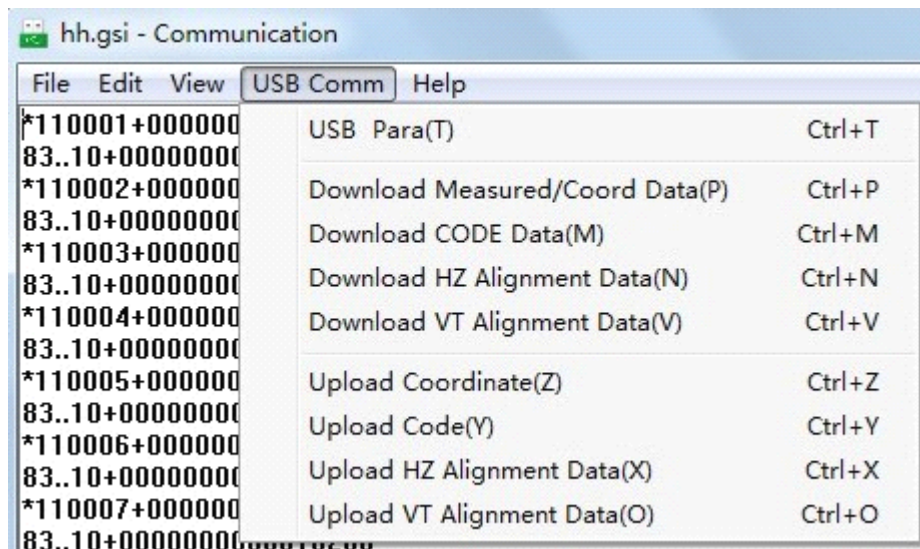 hh.gsi - Communication
File Edit View USB Comm Help
*110001+000000
83..10+0000000
*110002+000000
83..10+0000000
*110003+000000
83..10+0000000
*110004+000000
83..10+0000000
*110005+000000
83..10+0000000
*110006+000000
83..10+0000000
*110007+000000
USB Para(T) Ctrl+T
Download Measured/Coord Data(P) Ctrl+P
Download CODE Data(M) Ctrl+M
Download HZ Alignment Data(N) Ctrl+N
Download VT Alignment Data(V) Ctrl+V
Upload Coordinate(Z) Ctrl+Z
Upload Code(Y) Ctrl+Y
Upload HZ Alignment Data(X) Ctrl+X
Upload VT Alignment Data(O) Ctrl+O